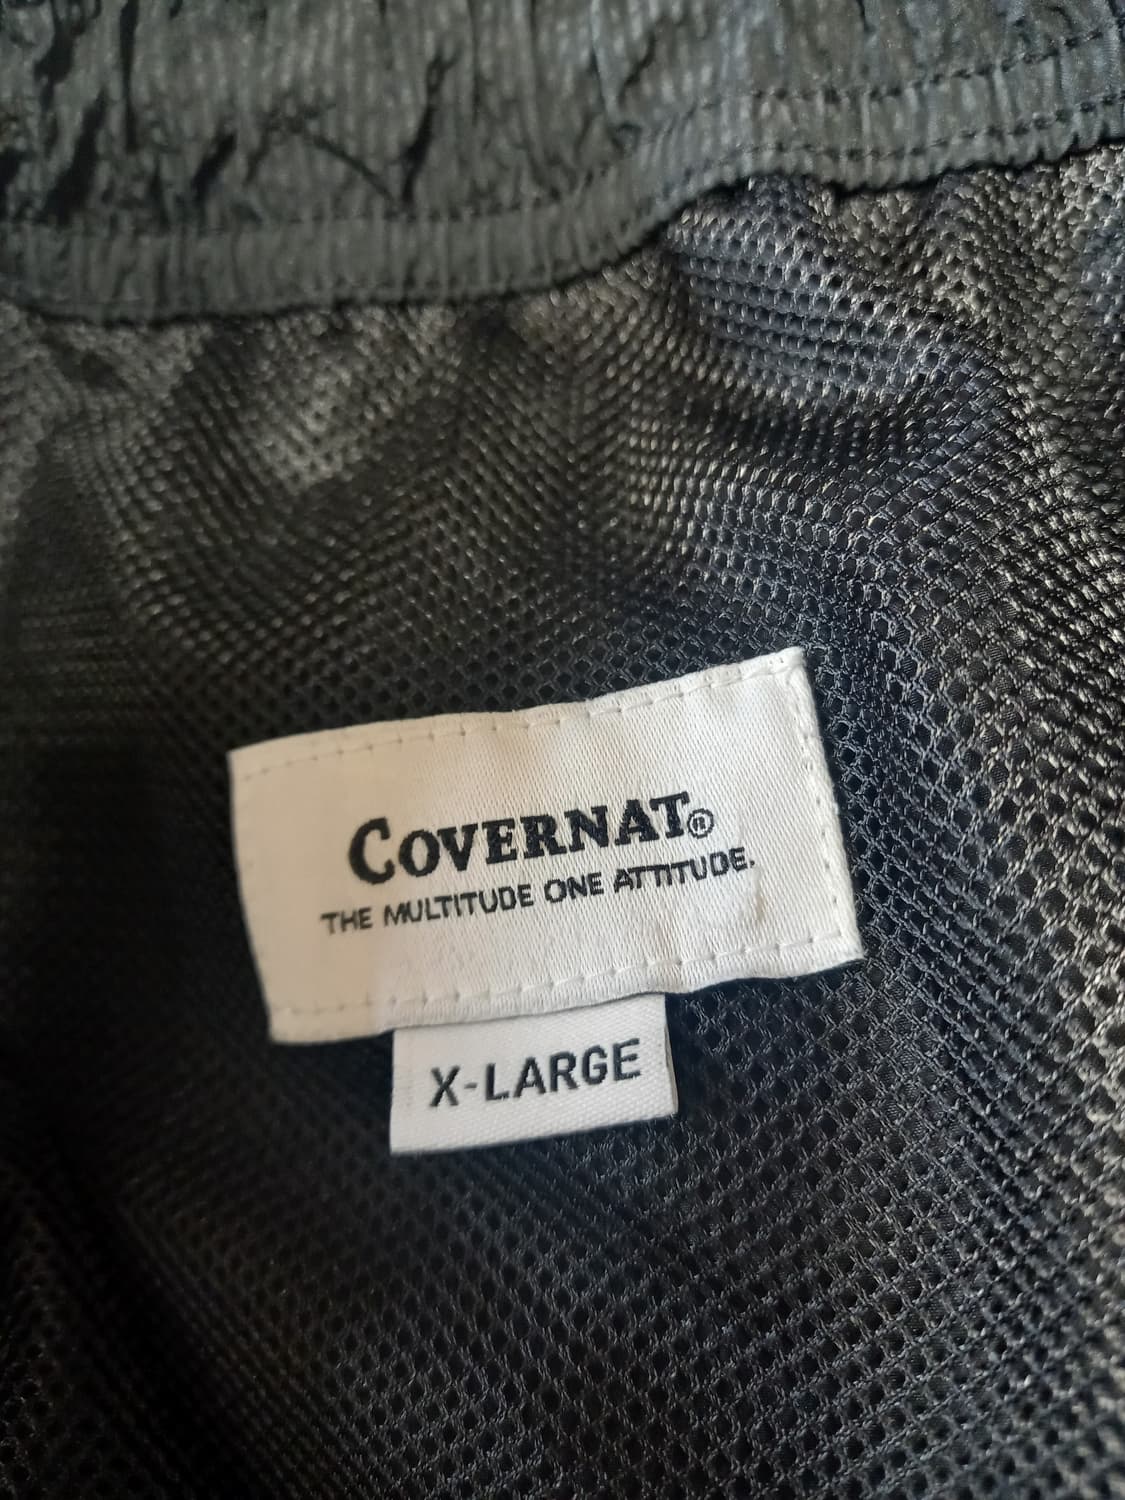 COVERNAT®
THE MULTITUDE ONE ATTITUDE.
X-LARGE